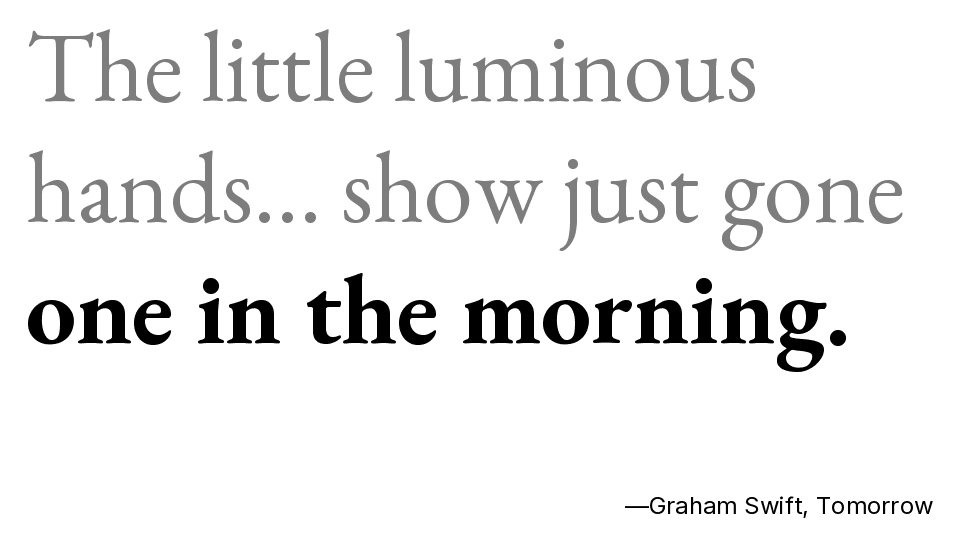 The little luminous
hands… show just gone
one in the morning.
—Graham Swift, Tomorrow